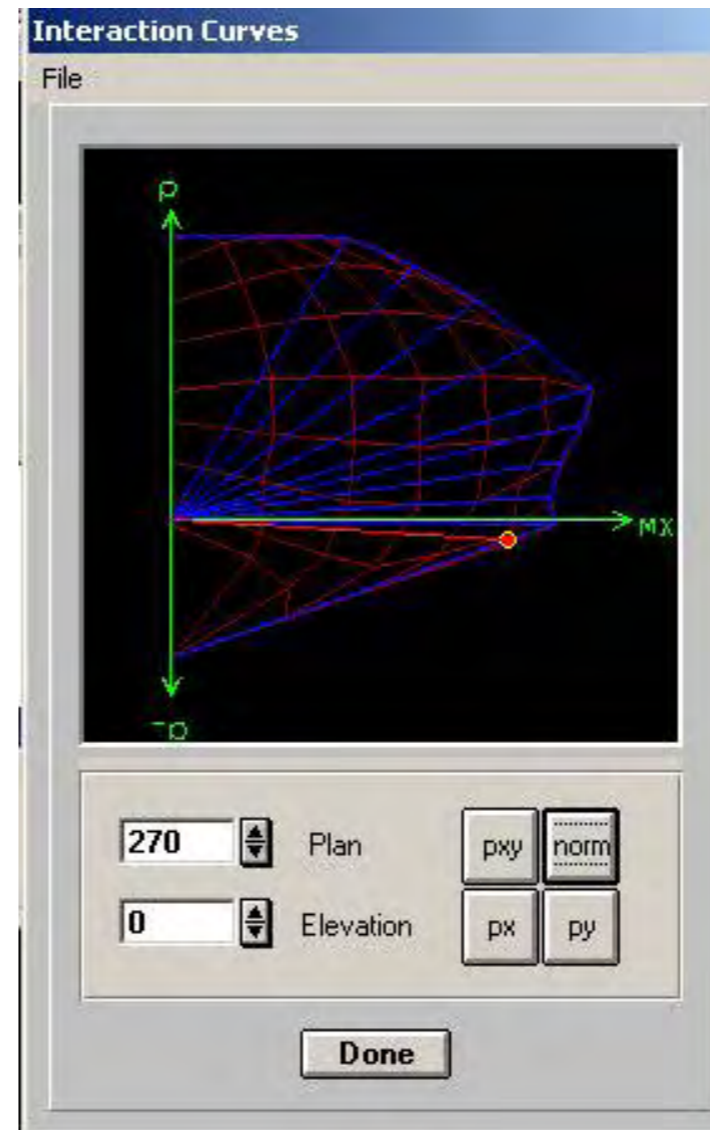 Interaction Curves
File
P
MX
-P
270 Plan pxy norm
0 Elevation px py
Done